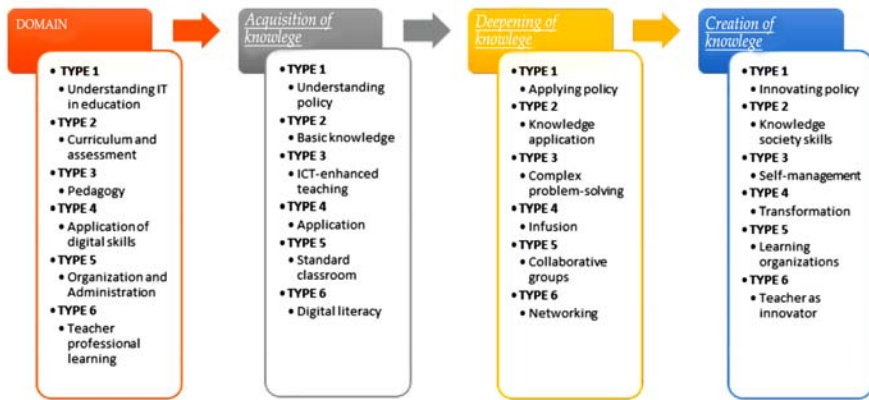 DOMAIN
• TYPE 1
• Understanding IT
in education
• TYPE 2
• Curriculum and
assessment
• TYPE 3
• Pedagogy
• TYPE 4
• Application of
digital skills
• TYPE 5
• Organization and
Administration
• TYPE 6
• Teacher
professional
learning
Acquisition of
knowlege
• TYPE 1
• Understanding
policy
• TYPE 2
• Basic knowledge
• TYPE 3
• ICT-enhanced
teaching
• TYPE 4
• Application
• TYPE 5
• Standard
classroom
• TYPE 6
• Digital literacy
Deepening of
knowlege
• TYPE 1
• Applying policy
• TYPE 2
• Knowledge
application
• TYPE 3
• Complex
problem-solving
• TYPE 4
• Infusion
• TYPE 5
• Collaborative
groups
• TYPE 6
• Networking
Creation of
knowlege
• TYPE 1
• Innovating policy
• TYPE 2
• Knowledge
society skills
• TYPE 3
• Self-management
• TYPE 4
• Transformation
• TYPE 5
• Learning
organizations
• TYPE 6
• Teacher as
innovator